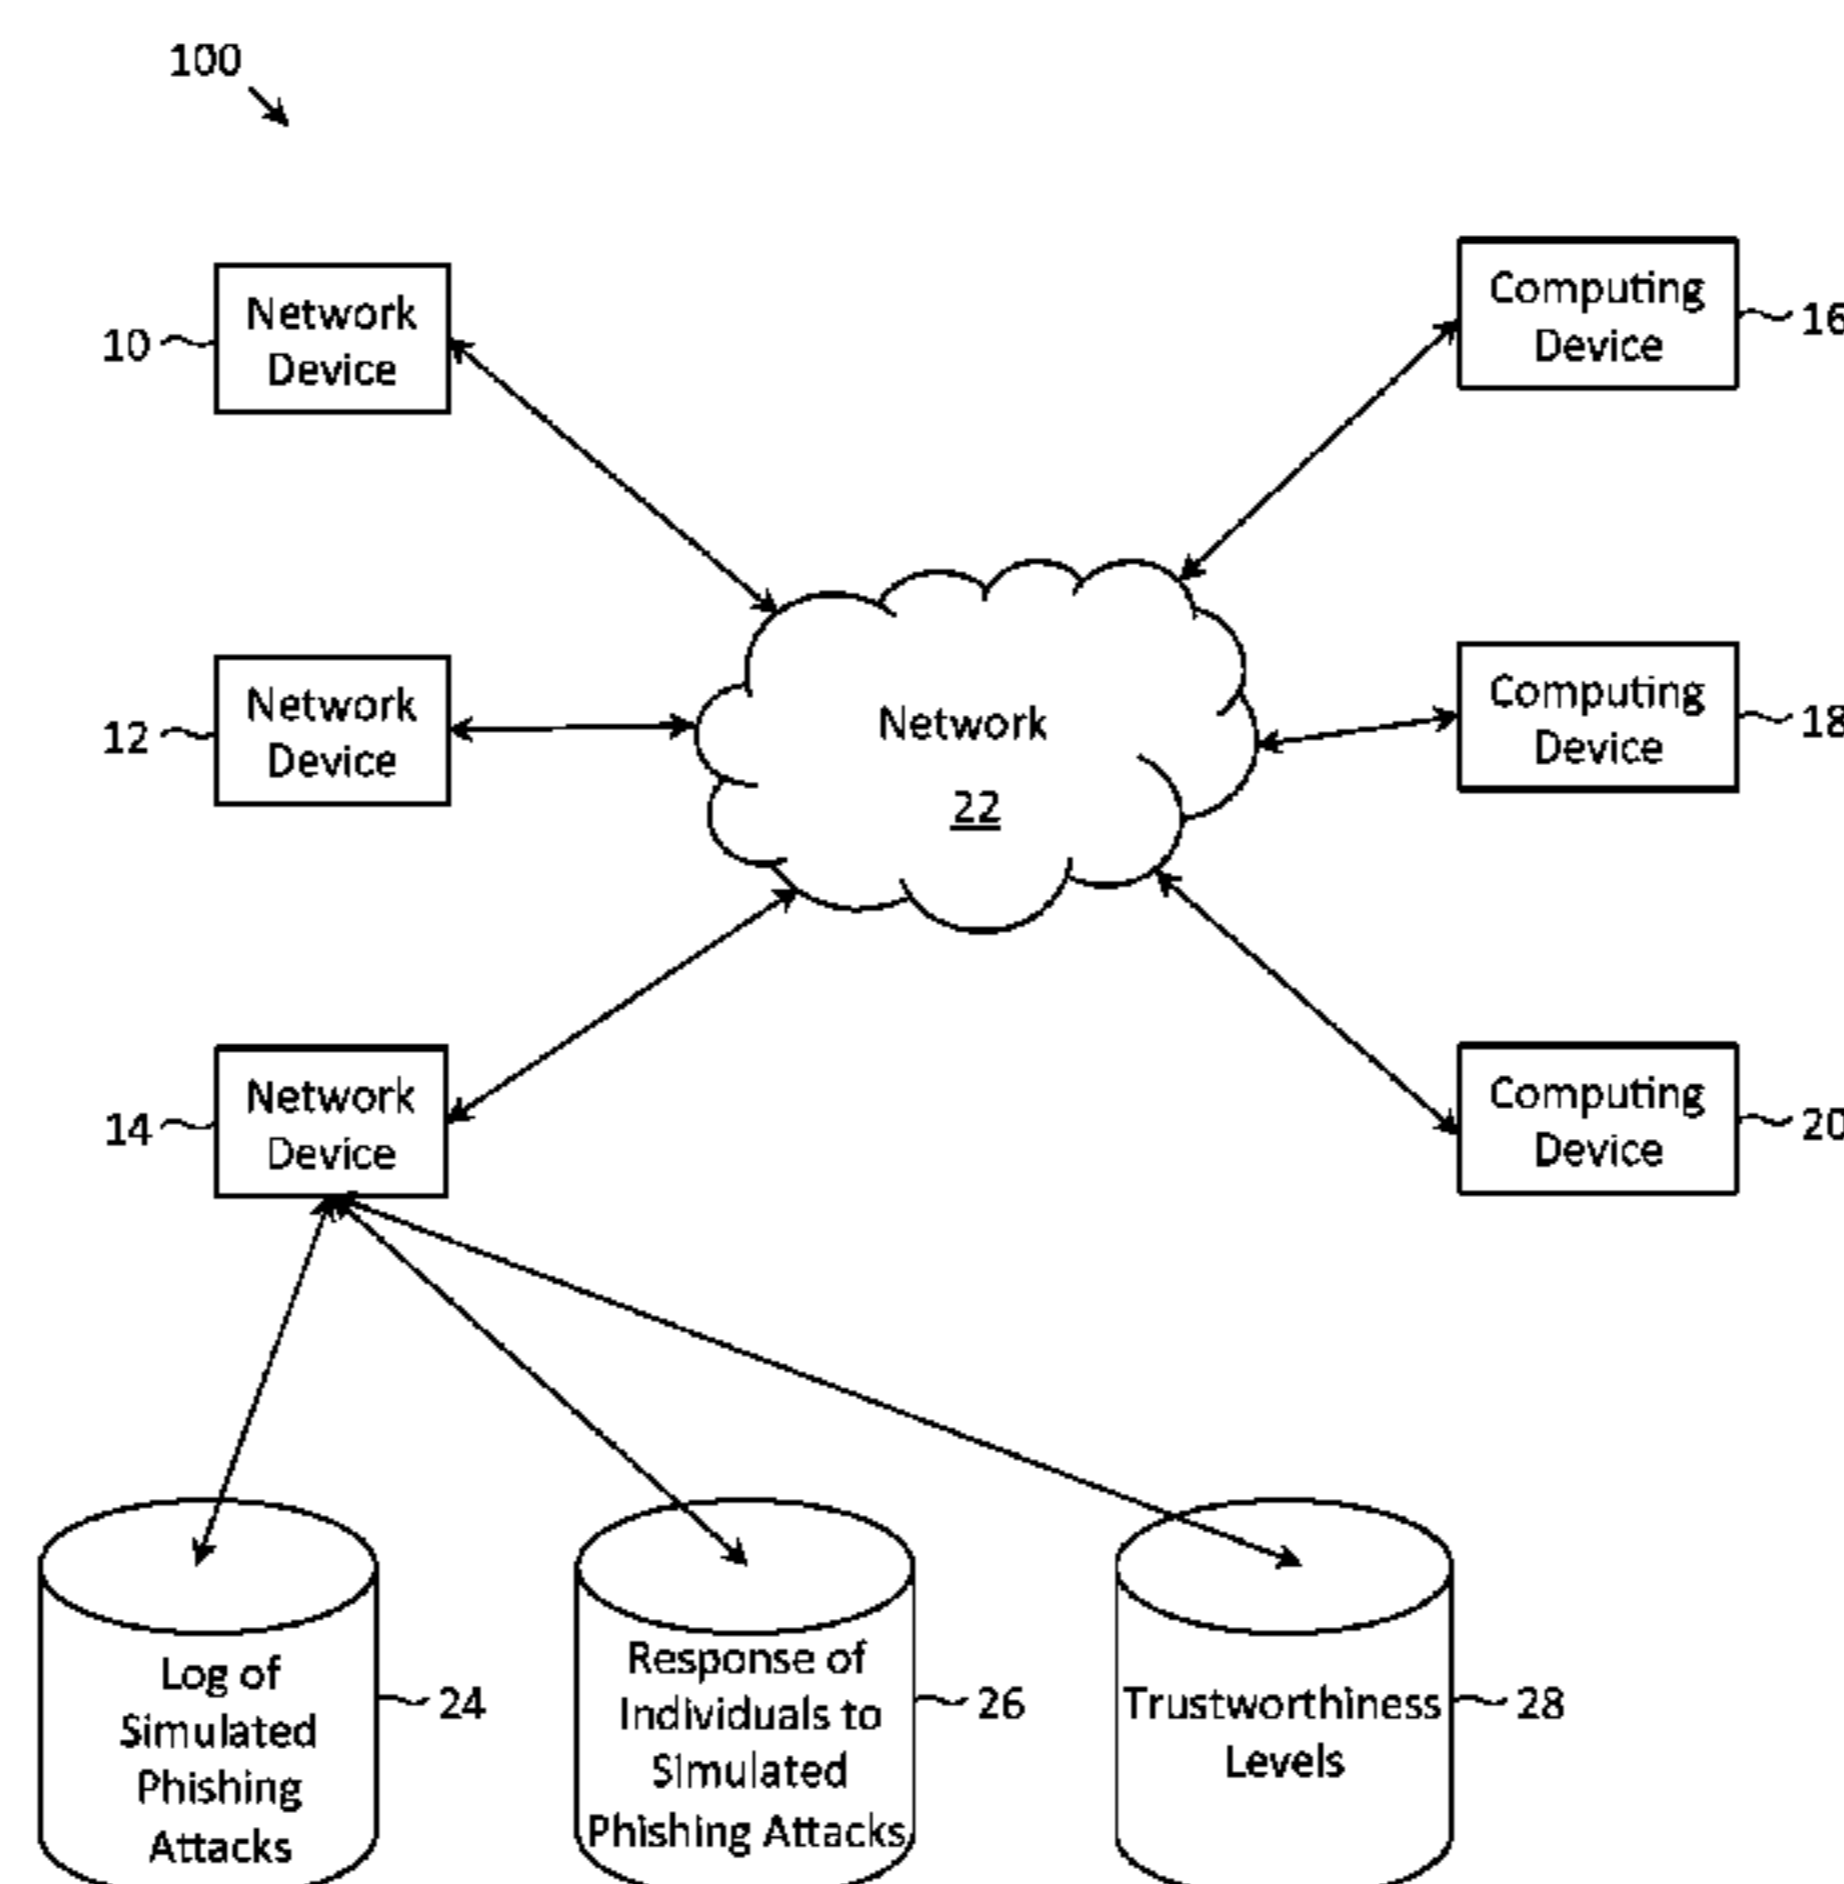 100
Network
Device
10
Computing
Device
16
Network
Device
12
Network
22
Computing
Device
18
Network
Device
14
Computing
Device
20
Log of
Simulated
Phishing
Attacks
24
Response of
Individuals to
Simulated
Phishing Attacks
26
Trustworthiness
Levels
28